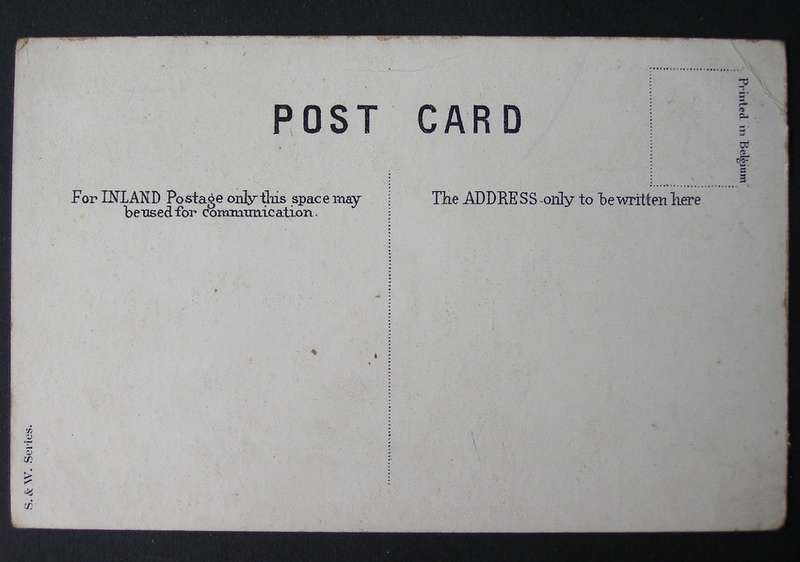 POST CARD
Printed in Belgium
For INLAND Postage only this space may
be used for communication.
The ADDRESS only to be written here
S. & W. Series.